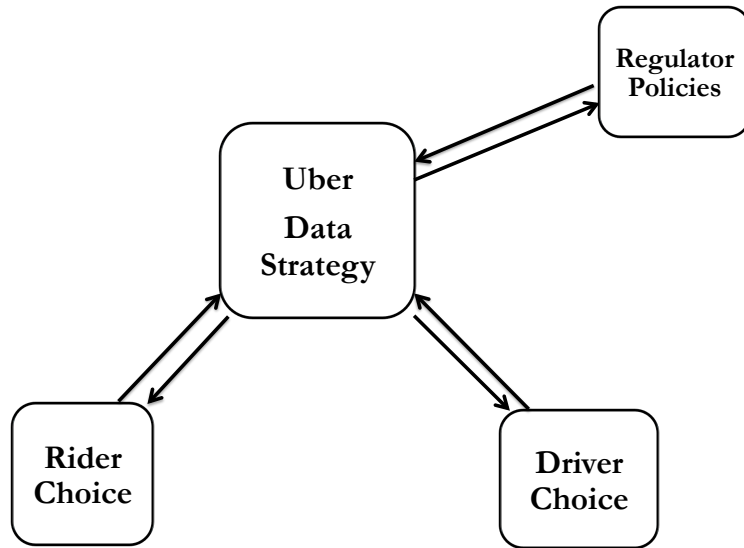 Regulator
Policies
Uber
Data
Strategy
Rider
Choice
Driver
Choice